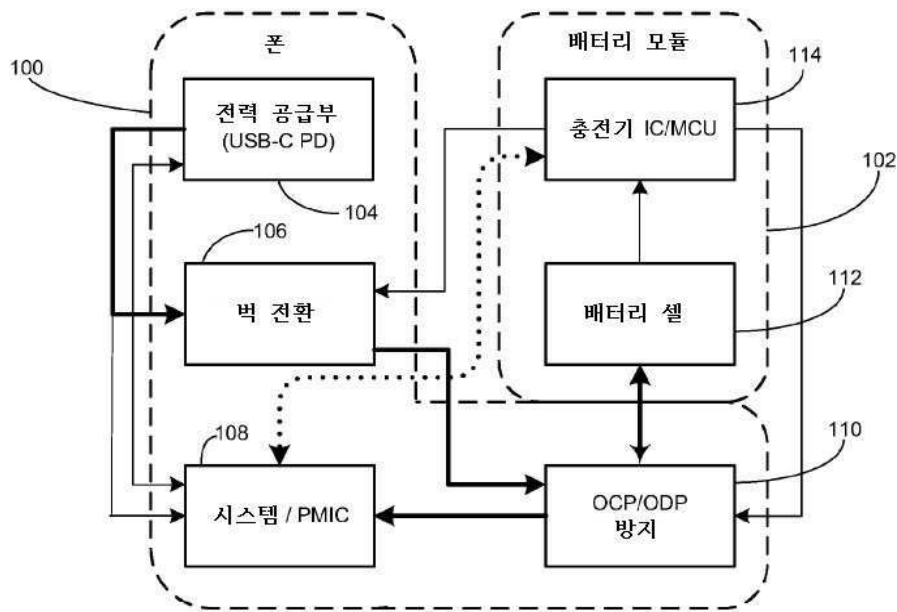 폰
배터리 모듈
100
전력 공급부
(USB-C PD)
104
114
충전기 IC/MCU
102
106
벅 전환
112
배터리 셀
108
시스템 / PMIC
110
OCP/ODP
방지